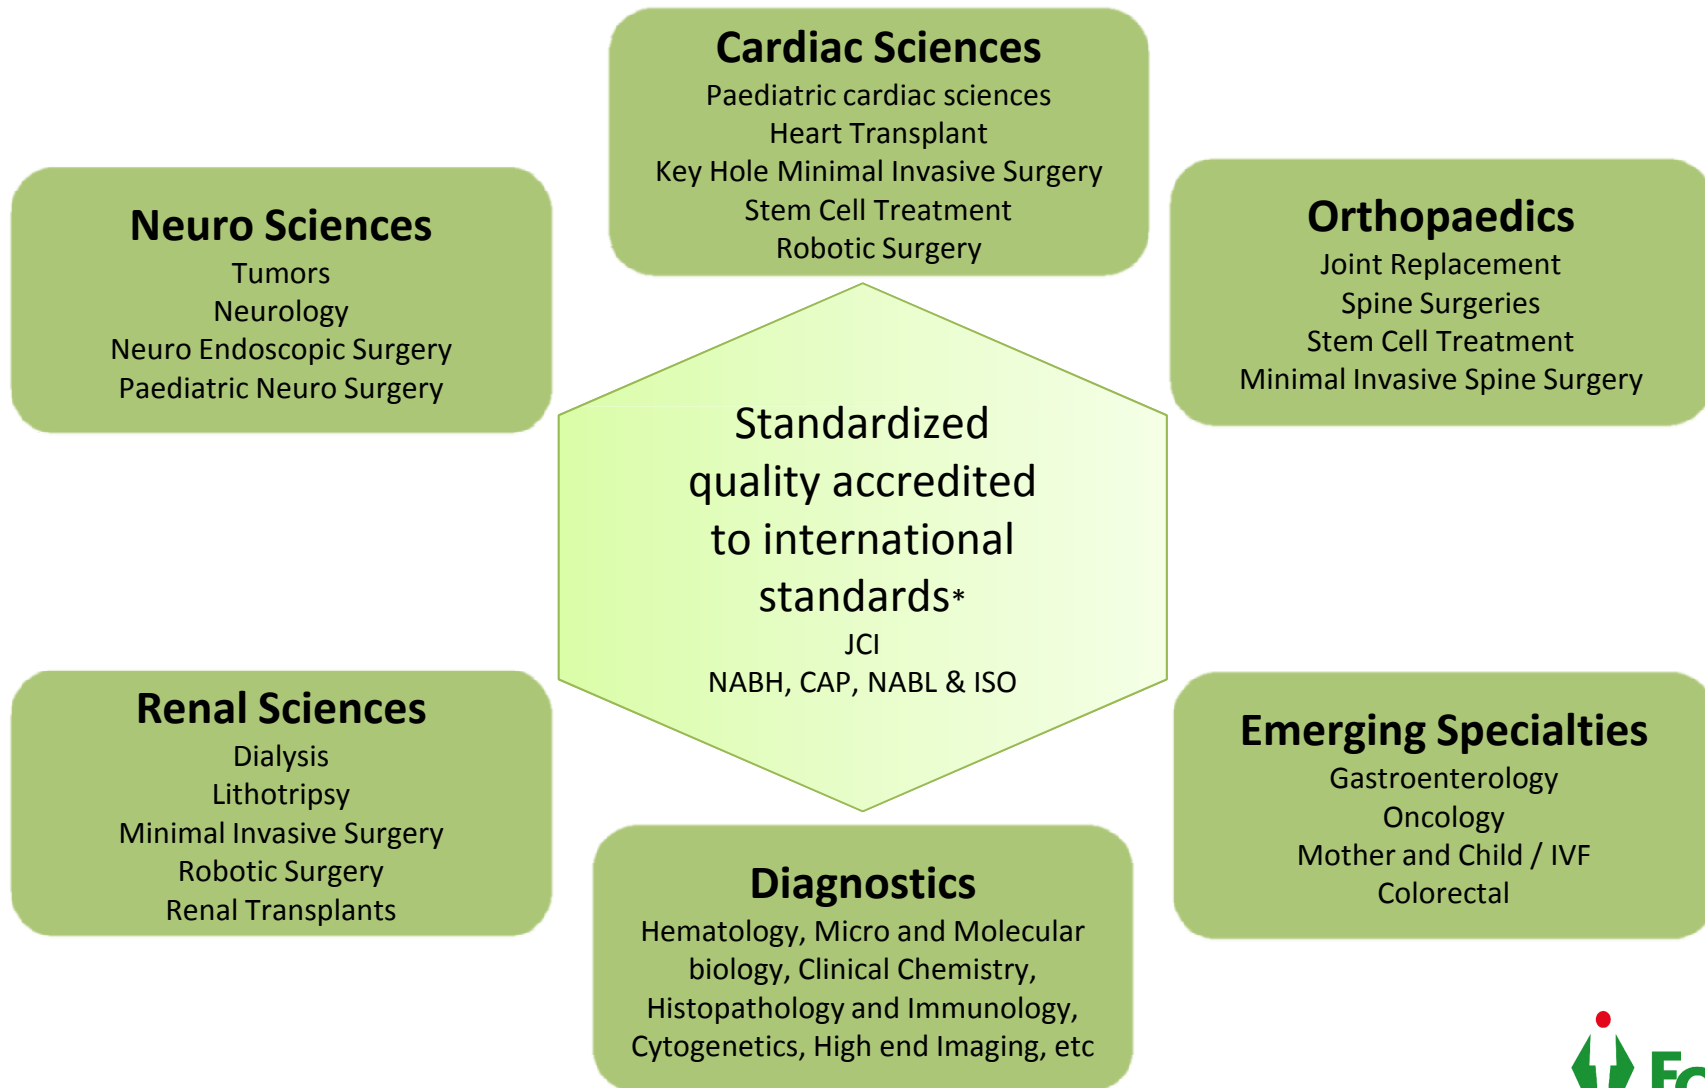 Cardiac Sciences
Paediatric cardiac sciences
Heart Transplant
Key Hole Minimal Invasive Surgery
Stem Cell Treatment
Robotic Surgery
Neuro Sciences
Tumors
Neurology
Neuro Endoscopic Surgery
Paediatric Neuro Surgery
Orthopaedics
Joint Replacement
Spine Surgeries
Stem Cell Treatment
Minimal Invasive Spine Surgery
Standardized
quality accredited
to international
standards*
JCI
NABH, CAP, NABL & ISO
Renal Sciences
Dialysis
Lithotripsy
Minimal Invasive Surgery
Robotic Surgery
Renal Transplants
Emerging Specialties
Gastroenterology
Oncology
Mother and Child / IVF
Colorectal
Diagnostics
Hematology, Micro and Molecular
biology, Clinical Chemistry,
Histopathology and Immunology,
Cytogenetics, High end Imaging, etc